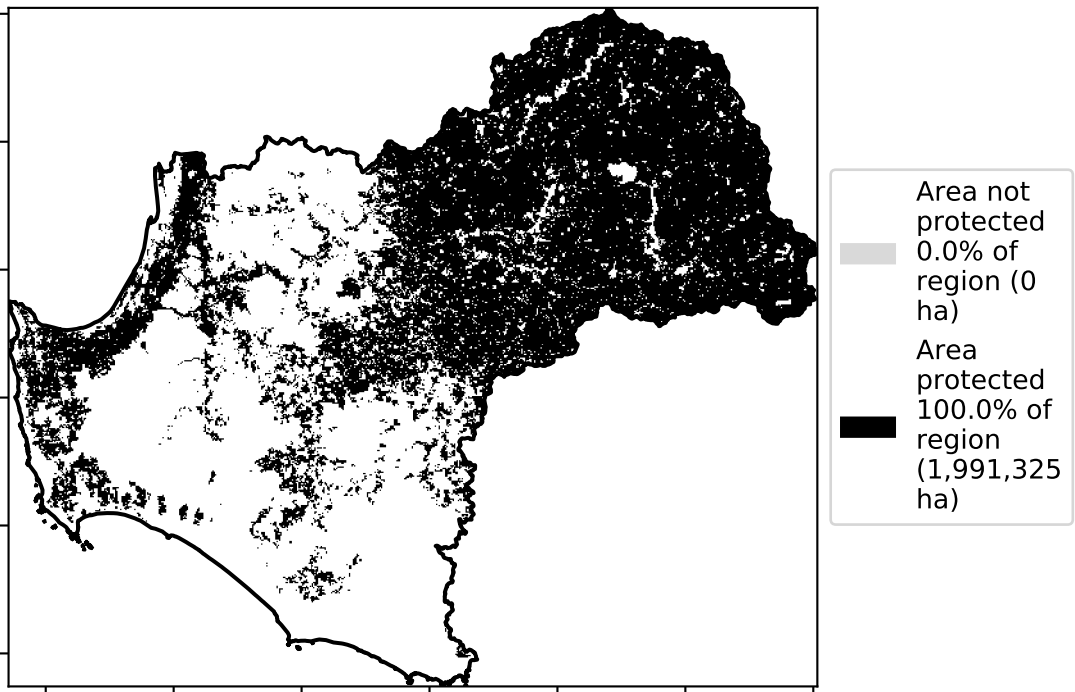 Area not
protected
0.0% of
region (0
ha)
Area
protected
100.0% of
region
(1,991,325
ha)